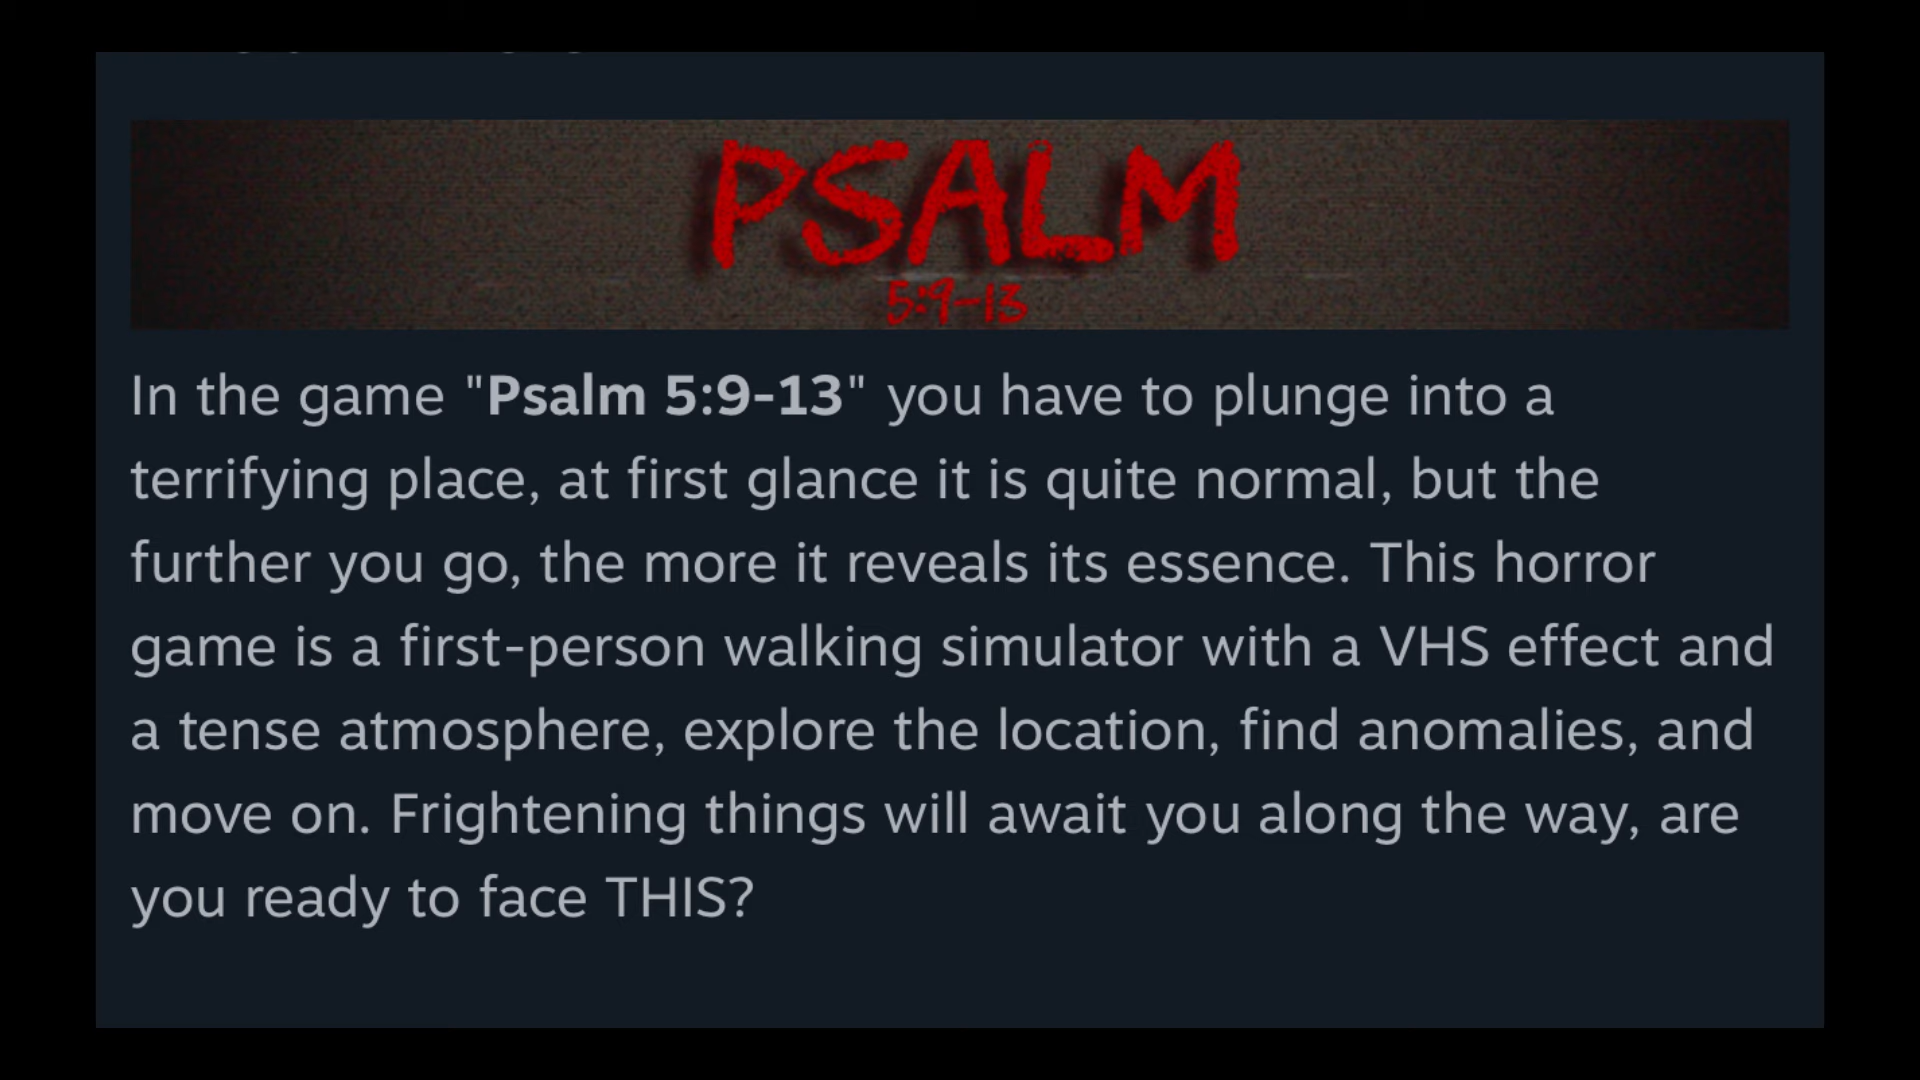 PSALM
5:9-13
In the game "Psalm 5:9-13" you have to plunge into a
terrifying place, at first glance it is quite normal, but the
further you go, the more it reveals its essence. This horror
game is a first-person walking simulator with a VHS effect and
a tense atmosphere, explore the location, find anomalies, and
move on. Frightening things will await you along the way, are
you ready to face THIS?